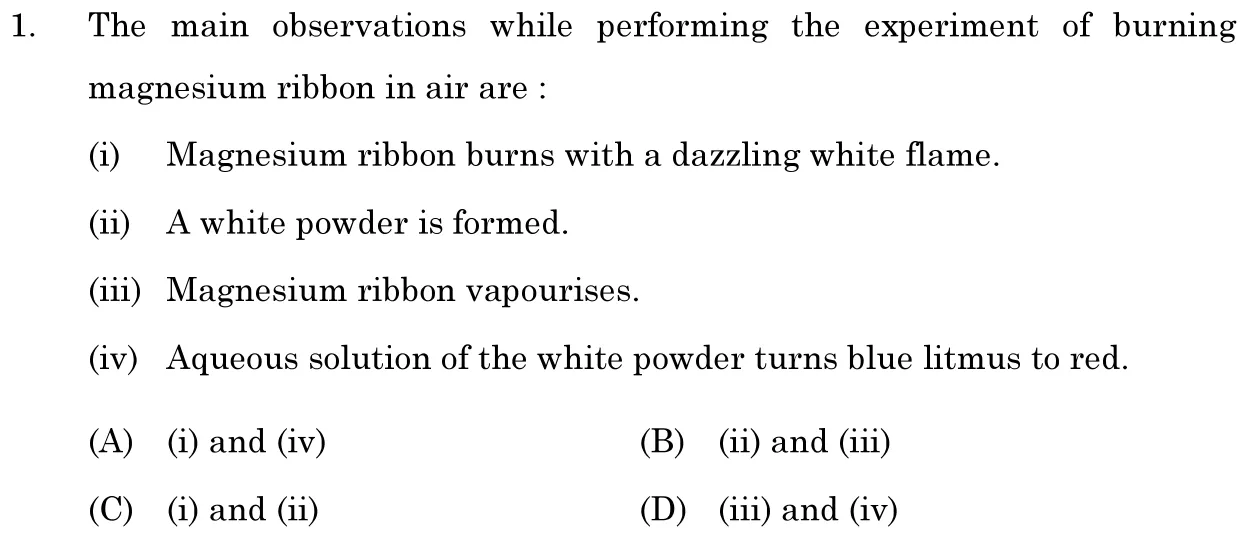 1. The main observations while performing the experiment of burning
magnesium ribbon in air are :
(i) Magnesium ribbon burns with a dazzling white flame.
(ii) A white powder is formed.
(iii) Magnesium ribbon vapourises.
(iv) Aqueous solution of the white powder turns blue litmus to red.
(A) (i) and (iv) (B) (ii) and (iii)
(C) (i) and (ii) (D) (iii) and (iv)